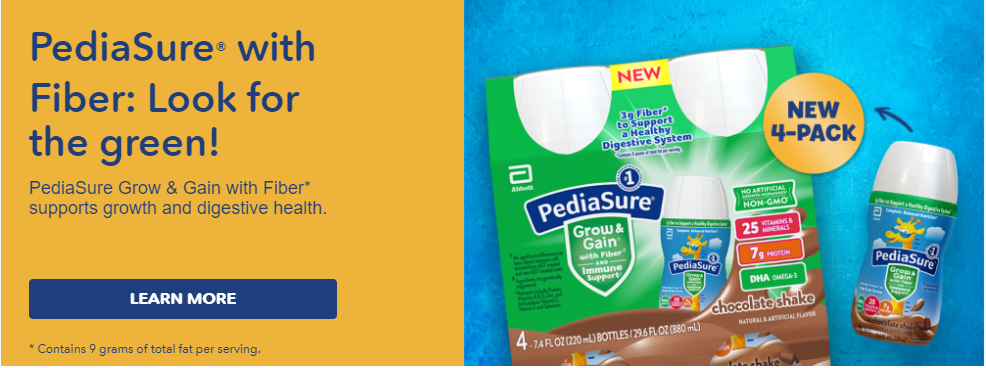 PediaSure® with
Fiber: Look for
the green!
PediaSure Grow & Gain with Fiber*
supports growth and digestive health.
LEARN MORE
* Contains 9 grams of total fat per serving.
NEW
3g Fiber*
to Support
a Healthy
Digestive System
Abbott
#1
PediaSure®
Grow &
Gain®
with Fiber*
AND
Immune
Support†
NO ARTIFICIAL
NON-GMO
25 VITAMINS &
MINERALS
7g PROTEIN
DHA OMEGA-3
chocolate shake
NATURAL & ARTIFICIAL FLAVOR
4 - 7.4 FL OZ (220 mL) BOTTLES / 29.6 FL OZ (880 mL)
PediaSure
NEW
4-PACK
PediaSure
Grow &
Gain
chocolate shake